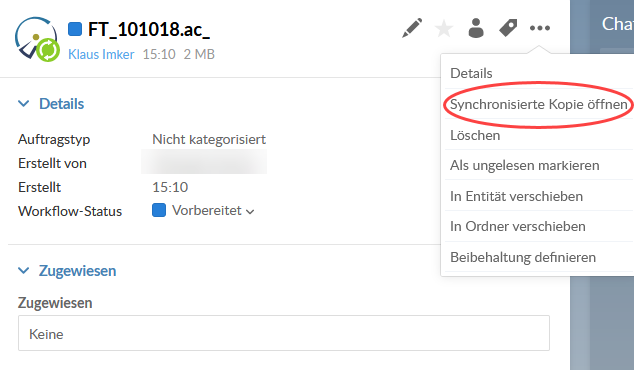 FT_101018.ac_
Klaus Imker 15:10 2 MB
Cha
Details
Synchronisierte Kopie öffnen
Löschen
Als ungelesen markieren
In Entität verschieben
In Ordner verschieben
Beibehaltung definieren
Details
Auftragstyp Nicht kategorisiert
Erstellt von
Erstellt 15:10
Workflow-Status Vorbereitet
Zugewiesen
Zugewiesen
Keine